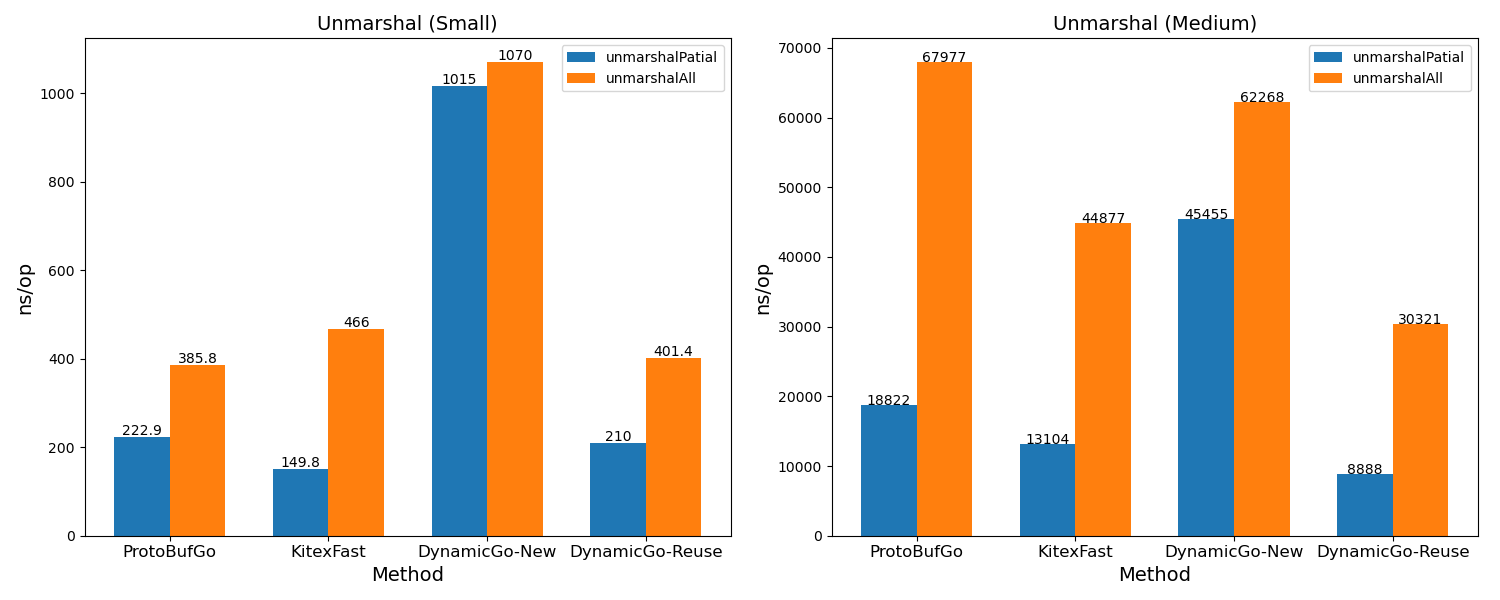 Unmarshal (Small)
unmarshalPatial
unmarshalAll
1000
800
600
400
200
0
ns/op
222.9
385.8
149.8
466
1015
1070
210
401.4
ProtoBufGo
KitexFast
DynamicGo-New
DynamicGo-Reuse
Method
Unmarshal (Medium)
unmarshalPatial
unmarshalAll
70000
60000
50000
40000
30000
20000
10000
0
ns/op
18822
67977
13104
44877
45455
62268
8888
30321
ProtoBufGo
KitexFast
DynamicGo-New
DynamicGo-Reuse
Method